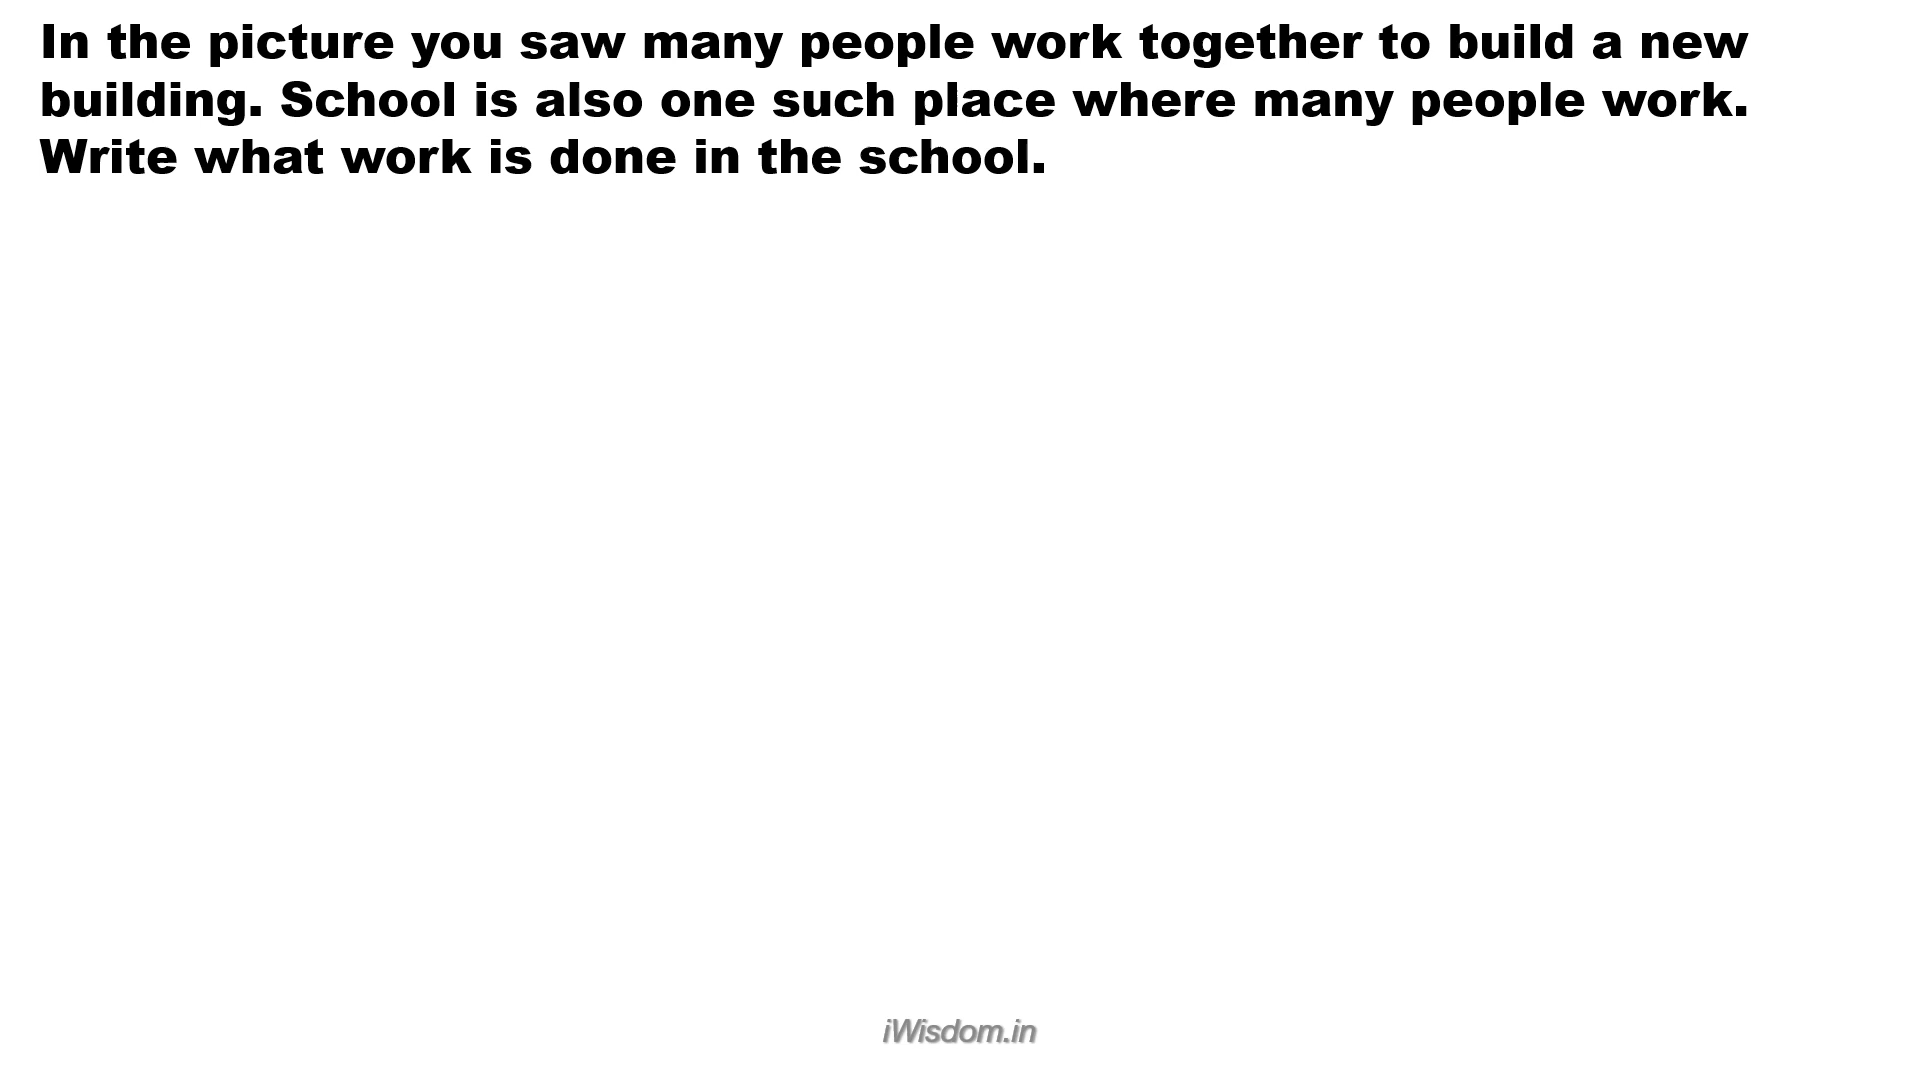 In the picture you saw many people work together to build a new
building. School is also one such place where many people work.
Write what work is done in the school.
iWisdom.in